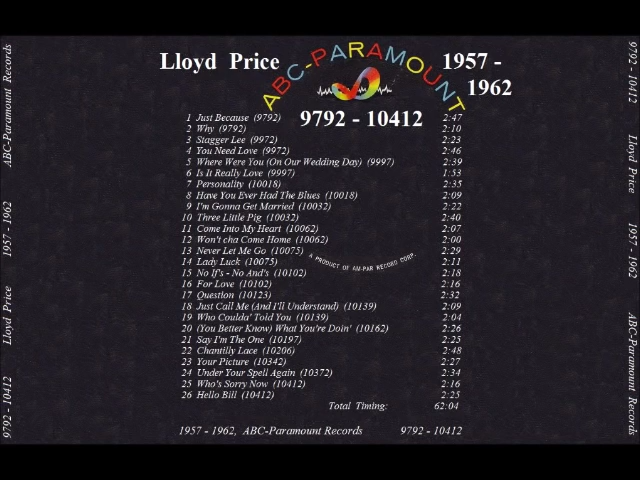 Lloyd Price
ABC-PARAMOUNT
1957 -
1962
9792 - 10412
1 Just Because (9792) 2:47
2 Why (9792) 2:10
3 Stagger Lee (9972) 2:23
4 You Need Love (9972) 2:46
5 Where Were You (On Our Wedding Day) (9997) 2:39
6 Is It Really Love (9997) 1:53
7 Personality (10018) 2:35
8 Have You Ever Had The Blues (10018) 2:09
9 I'm Gonna Get Married (10032) 2:22
10 Three Little Pig (10032) 2:40
11 Come Into My Heart (10062) 2:07
12 Won't cha Come Home (10062) 2:00
13 Never Let Me Go (10075) 2:29
14 Lady Luck (10075) 2:11
A PRODUCT OF AM-PAR RECORD CORP.
15 No If's - No And's (10102) 2:18
16 For Love (10102) 2:16
17 Question (10123) 2:32
18 Just Call Me (And I'll Understand) (10139) 2:09
19 Who Coulda' Told You (10139) 2:04
20 (You Better Know) What You're Doin' (10162) 2:26
21 Say I'm The One (10197) 2:25
22 Chantilly Lace (10206) 2:48
23 Your Picture (10342) 2:27
24 Under Your Spell Again (10372) 2:34
25 Who's Sorry Now (10412) 2:16
26 Hello Bill (10412) 2:25
Total Timing: 62:04
1957 - 1962, ABC-Paramount Records 9792 - 10412
9792 - 10412 Lloyd Price 1957 - 1962 ABC-Paramount Records
9792 - 10412 Lloyd Price 1957 - 1962 ABC-Paramount Records